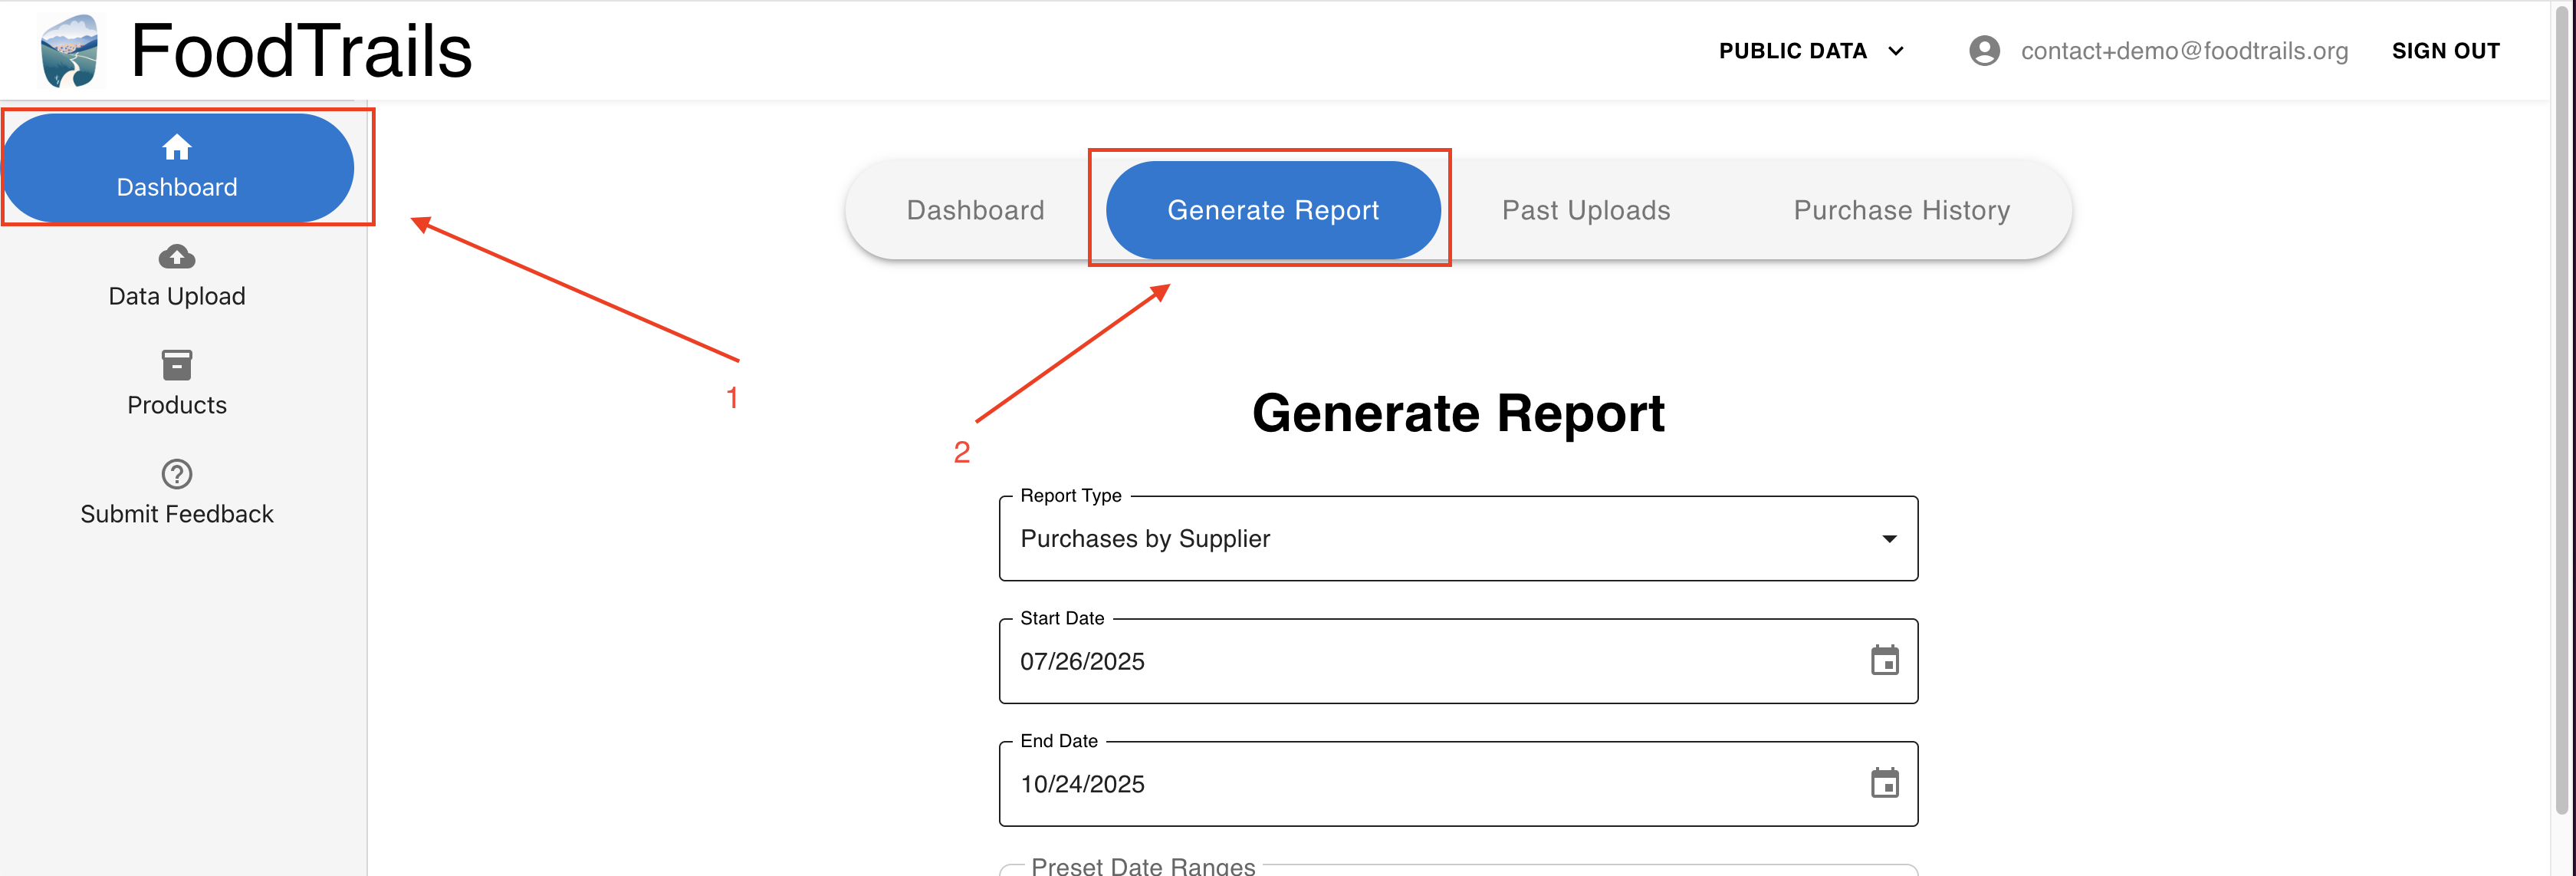 FoodTrails
PUBLIC DATA
contact+demo@foodtrails.org
SIGN OUT
Dashboard
Data Upload
Products
Submit Feedback
Dashboard
Generate Report
Past Uploads
Purchase History
1
2
Generate Report
Report Type
Purchases by Supplier
Start Date
07/26/2025
End Date
10/24/2025
Preset Date Ranges